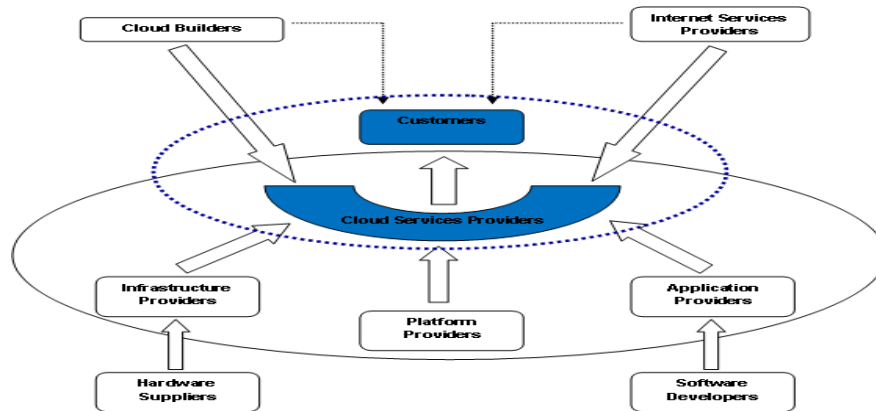 Cloud Builders
Internet Services
Providers
Customers
Cloud Services Providers
Infrastructure
Providers
Application
Providers
Platform
Providers
Hardware
Suppliers
Software
Developers